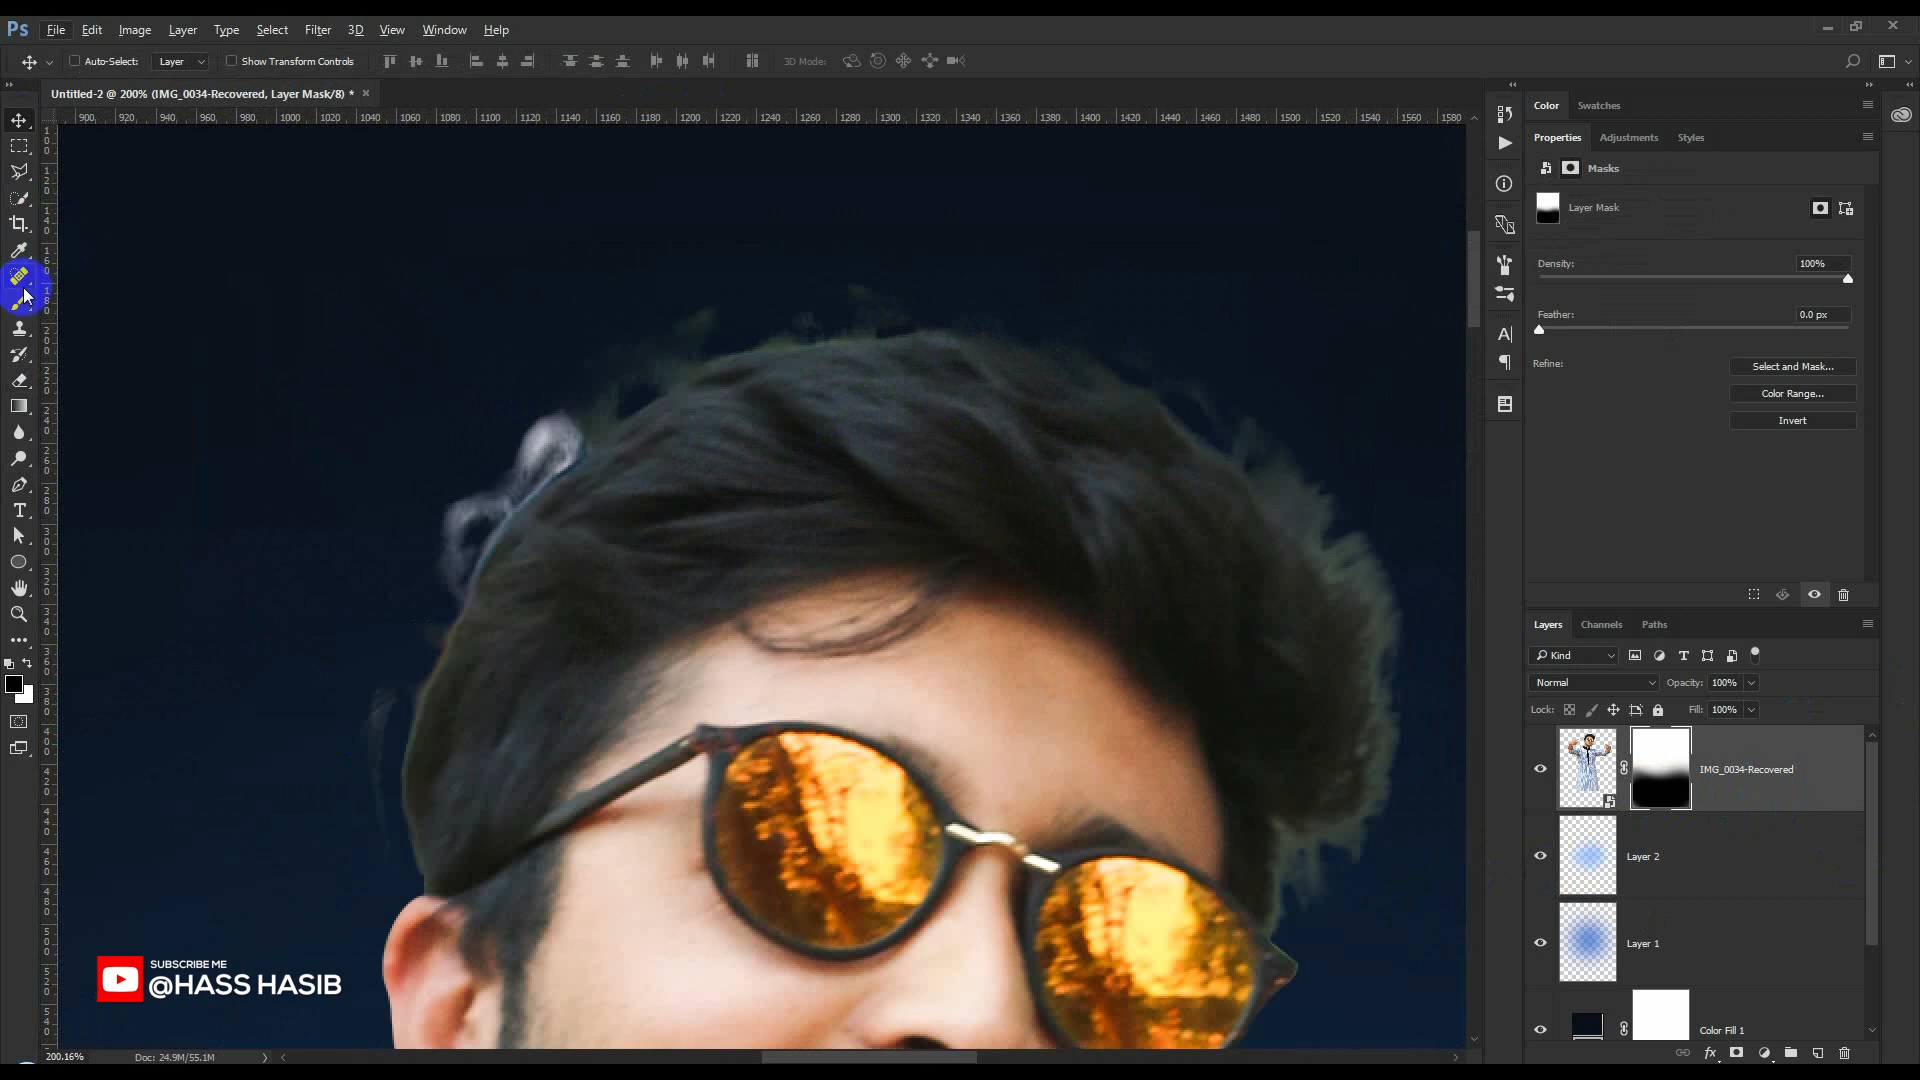 Ps File Edit Image Layer Type Select Filter 3D View Window Help
Auto-Select: Layer Show Transform Controls 3D Mode:
Untitled-2 @ 200% (IMG_0034-Recovered, Layer Mask/8) * ×
900 920 940 960 980 1000 1020 1040 1060 1080 1100 1120 1140 1160 1180 1200 1220 1240 1260 1280 1300 1320 1340 1360 1380 1400 1420 1440 1460 1480 1500 1520 1540 1560 1580
Color Swatches
Properties Adjustments Styles
Masks
Layer Mask
Density: 100%
Feather: 0.0 px
Refine: Select and Mask...
Color Range...
Invert
Layers Channels Paths
Kind
Normal Opacity: 100%
Lock: Fill: 100%
IMG_0034-Recovered
Layer 2
Layer 1
Color Fill 1
fx
SUBSCRIBE ME
@HASS HASIB
200.16% Doc: 24.9M/55.1M